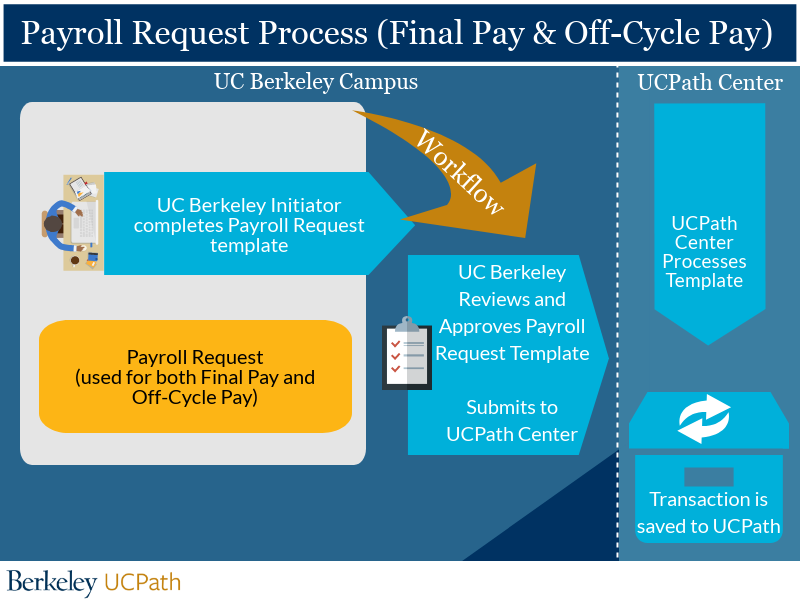 Payroll Request Process (Final Pay & Off-Cycle Pay)
UC Berkeley Campus
UCPath Center
Workflow
UC Berkeley Initiator
completes Payroll Request
template
Payroll Request
(used for both Final Pay and
Off-Cycle Pay)
UC Berkeley
Reviews and
Approves Payroll
Request Template
Submits to
UCPath Center
UCPath
Center
Processes
Template
Transaction is
saved to UCPath
Berkeley UCPath